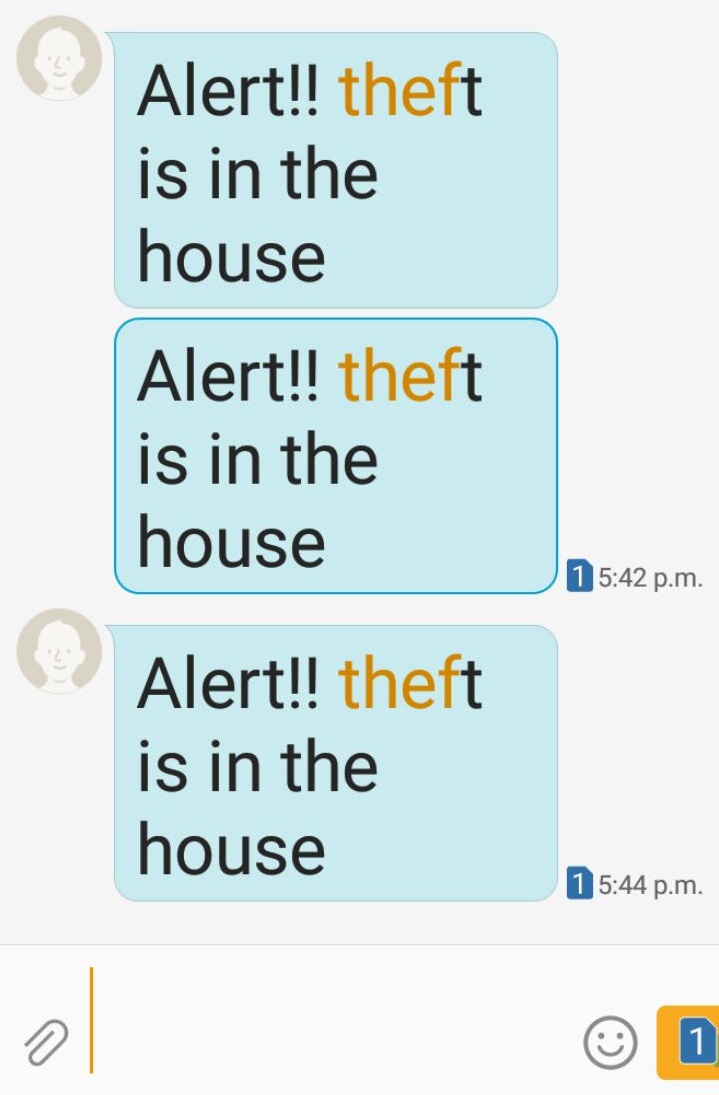 Alert!! theft
is in the
house
Alert!! theft
is in the
house
1 5:42 p.m.
Alert!! theft
is in the
house
1 5:44 p.m.
1